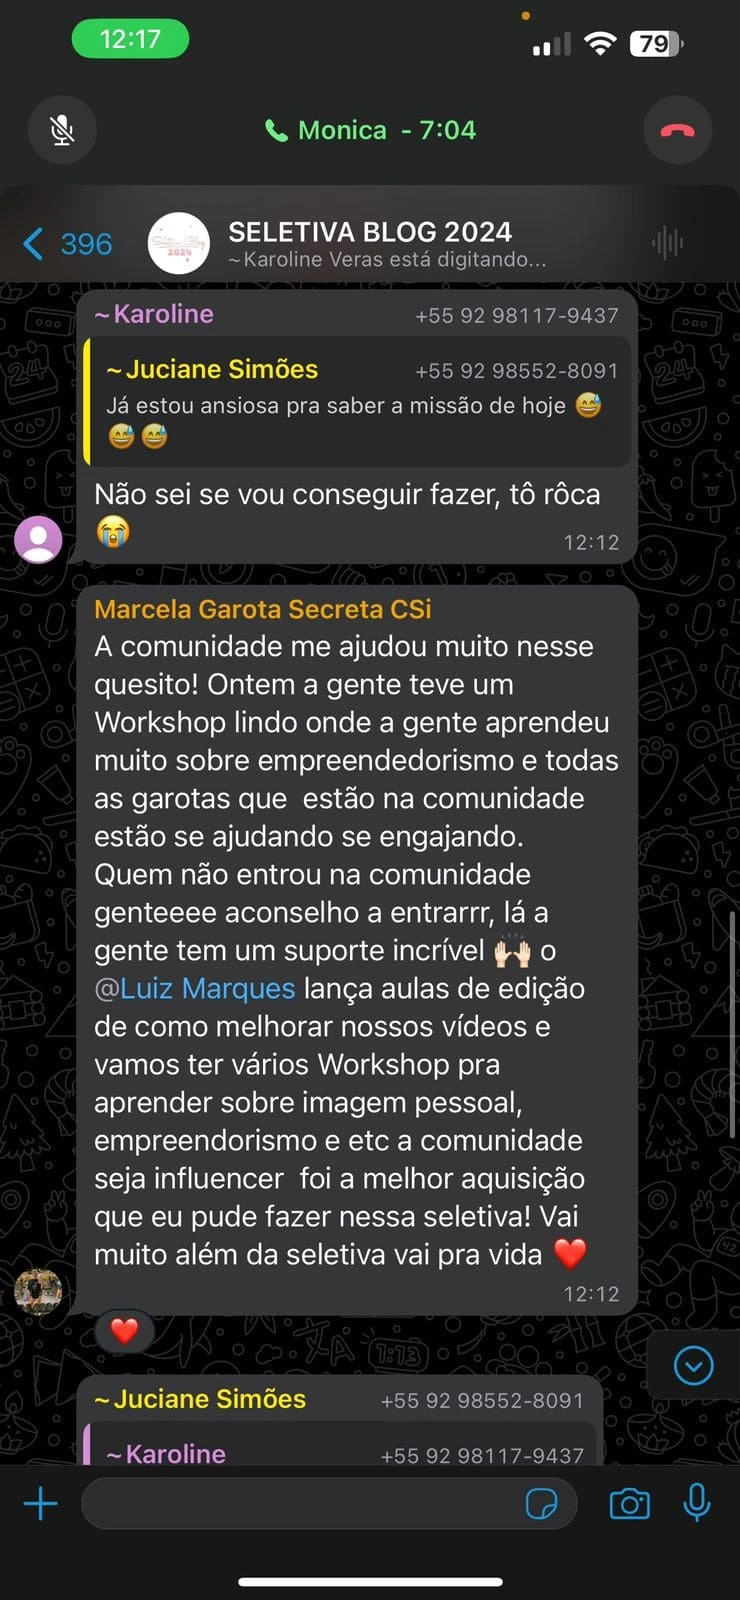 12:17
79
Monica - 7:04
396
SELETIVA BLOG 2024
~Karoline Veras está digitando...
~Karoline +55 92 98117-9437
~Juciane Simões +55 92 98552-8091
Já estou ansiosa pra saber a missão de hoje 😅
😅😅
Não sei se vou conseguir fazer, tô rôca
😭
12:12
Marcela Garota Secreta CSi
A comunidade me ajudou muito nesse
quesito! Ontem a gente teve um
Workshop lindo onde a gente aprendeu
muito sobre empreendedorismo e todas
as garotas que  estão na comunidade
estão se ajudando se engajando.
Quem não entrou na comunidade
genteeee aconselho a entrarrr, lá a
gente tem um suporte incrível 🙌🏻 o
@Luiz Marques lança aulas de edição
de como melhorar nossos vídeos e
vamos ter vários Workshop pra
aprender sobre imagem pessoal,
empreendorismo e etc a comunidade
seja influencer  foi a melhor aquisição
que eu pude fazer nessa seletiva! Vai
muito além da seletiva vai pra vida ❤️
12:12
❤️
~Juciane Simões +55 92 98552-8091
~Karoline +55 92 98117-9437